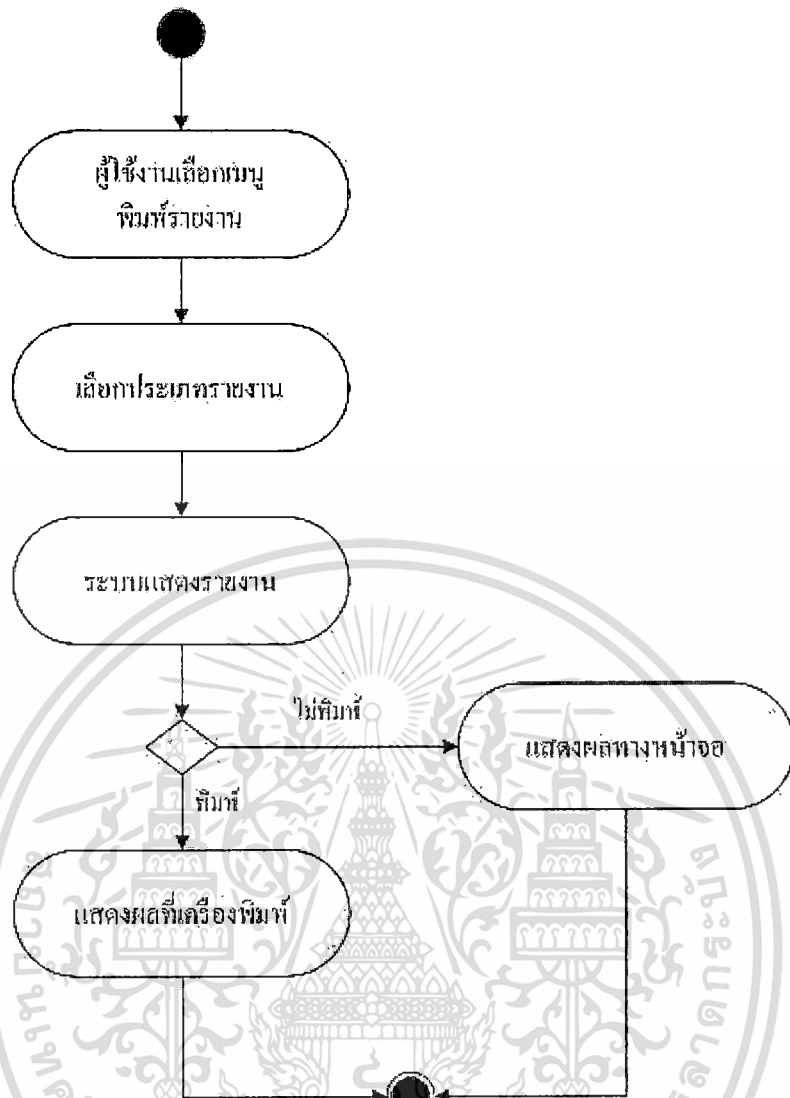 ผู้ใช้งานเลือกเมนู
พิมพ์รายงาน
เลือกประเภทรายงาน
ระบบแสดงรายงาน
ไม่พิมพ์
แสดงผลทางหน้าจอ
พิมพ์
แสดงผลที่เครื่องพิมพ์